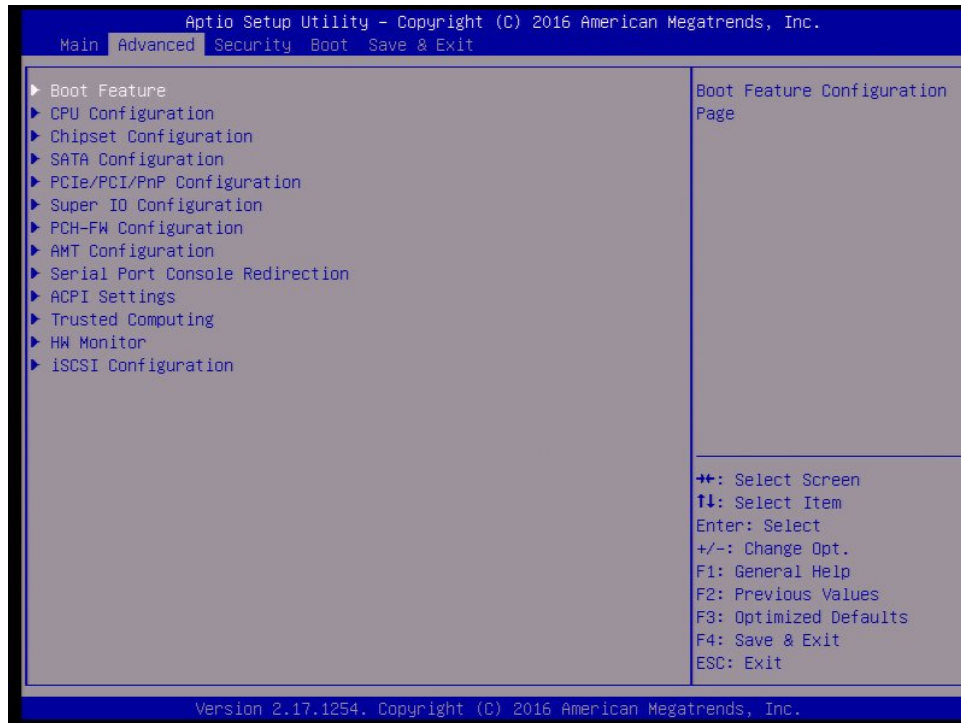 Aptio Setup Utility – Copyright (C) 2016 American Megatrends, Inc.
Main Advanced Security Boot Save & Exit
▶ Boot Feature
▶ CPU Configuration
▶ Chipset Configuration
▶ SATA Configuration
▶ PCIe/PCI/PnP Configuration
▶ Super IO Configuration
▶ PCH-FW Configuration
▶ AMT Configuration
▶ Serial Port Console Redirection
▶ ACPI Settings
▶ Trusted Computing
▶ HW Monitor
▶ iSCSI Configuration
Boot Feature Configuration
Page
→←: Select Screen
↑↓: Select Item
Enter: Select
+/-: Change Opt.
F1: General Help
F2: Previous Values
F3: Optimized Defaults
F4: Save & Exit
ESC: Exit
Version 2.17.1254. Copyright (C) 2016 American Megatrends, Inc.